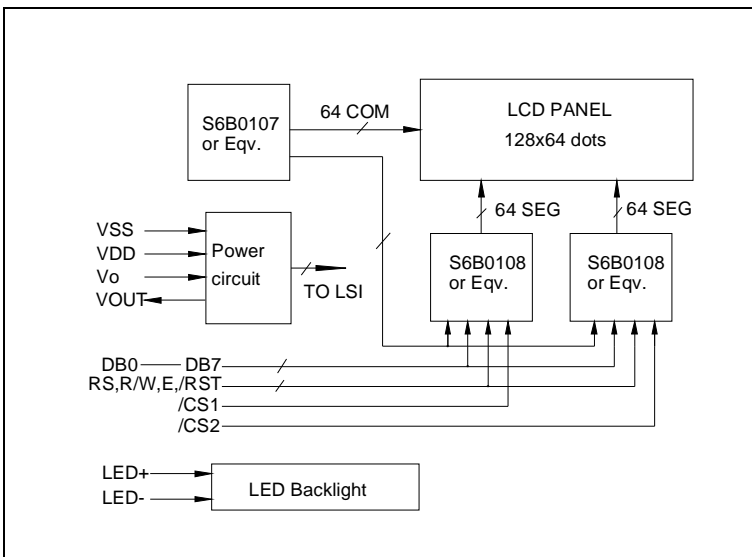 S6B0107
or Eqv.
64 COM
LCD PANEL
128x64 dots
64 SEG
64 SEG
VSS
VDD
Vo
VOUT
Power
circuit
TO LSI
S6B0108
or Eqv.
S6B0108
or Eqv.
DB0 DB7
RS,R/W,E,/RST
/CS1
/CS2
LED+
LED-
LED Backlight